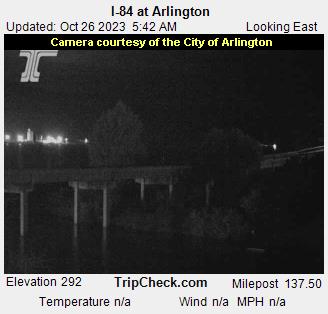 I-84 at Arlington
Updated: Oct 26 2023 5:42 AM Looking East
Camera courtesy of the City of Arlington
Elevation 292 TripCheck.com Milepost 137.50
Temperature n/a Wind n/a MPH n/a